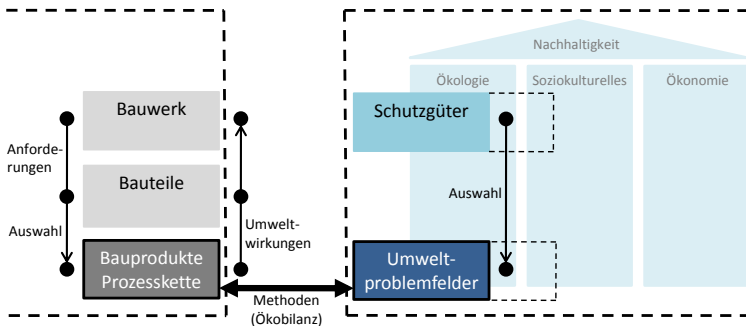 Nachhaltigkeit
Ökologie
Soziokulturelles
Ökonomie
Bauwerk
Schutzgüter
Anforde-
rungen
Bauteile
Auswahl
Auswahl
Umwelt-
wirkungen
Bauprodukte
Prozesskette
Umwelt-
problemfelder
Methoden
(Ökobilanz)